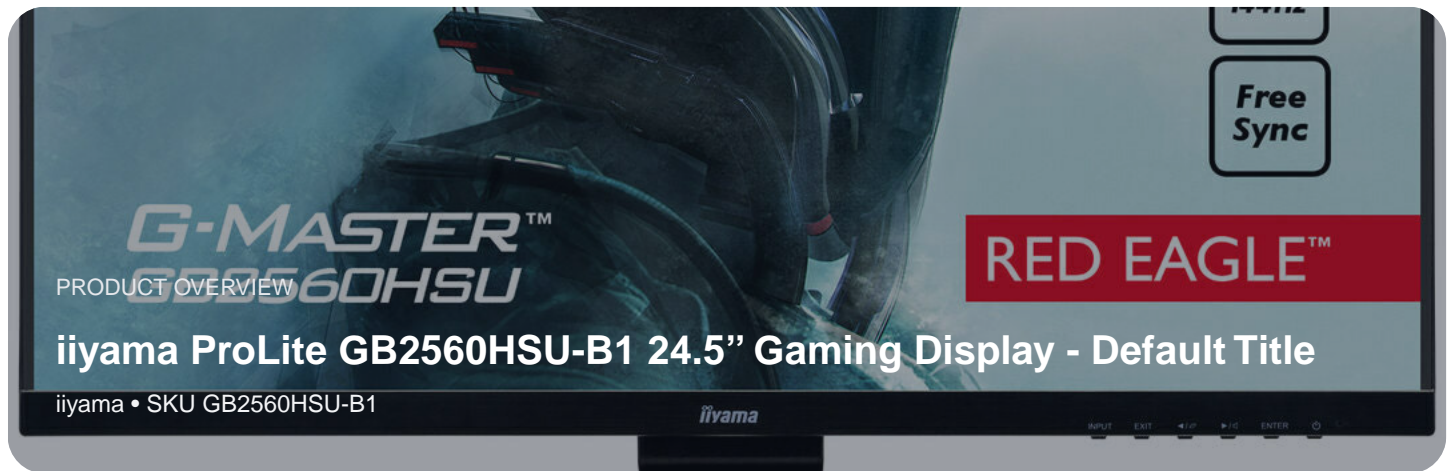 144Hz
Free
Sync
G-MASTER™
GB2560HSU
RED EAGLE™
PRODUCT OVERVIEW
iiyama ProLite GB2560HSU-B1 24.5” Gaming Display - Default Title
iiyama • SKU GB2560HSU-B1
iiyama
INPUT EXIT ENTER